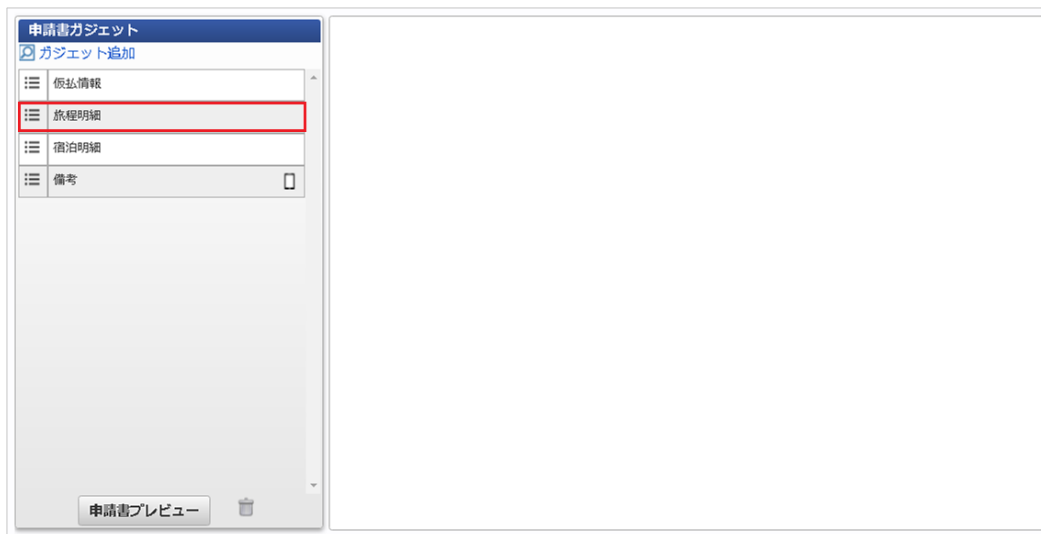 申請書ガジェット
ガジェット追加
仮払情報
旅程明細
宿泊明細
備考
申請書プレビュー